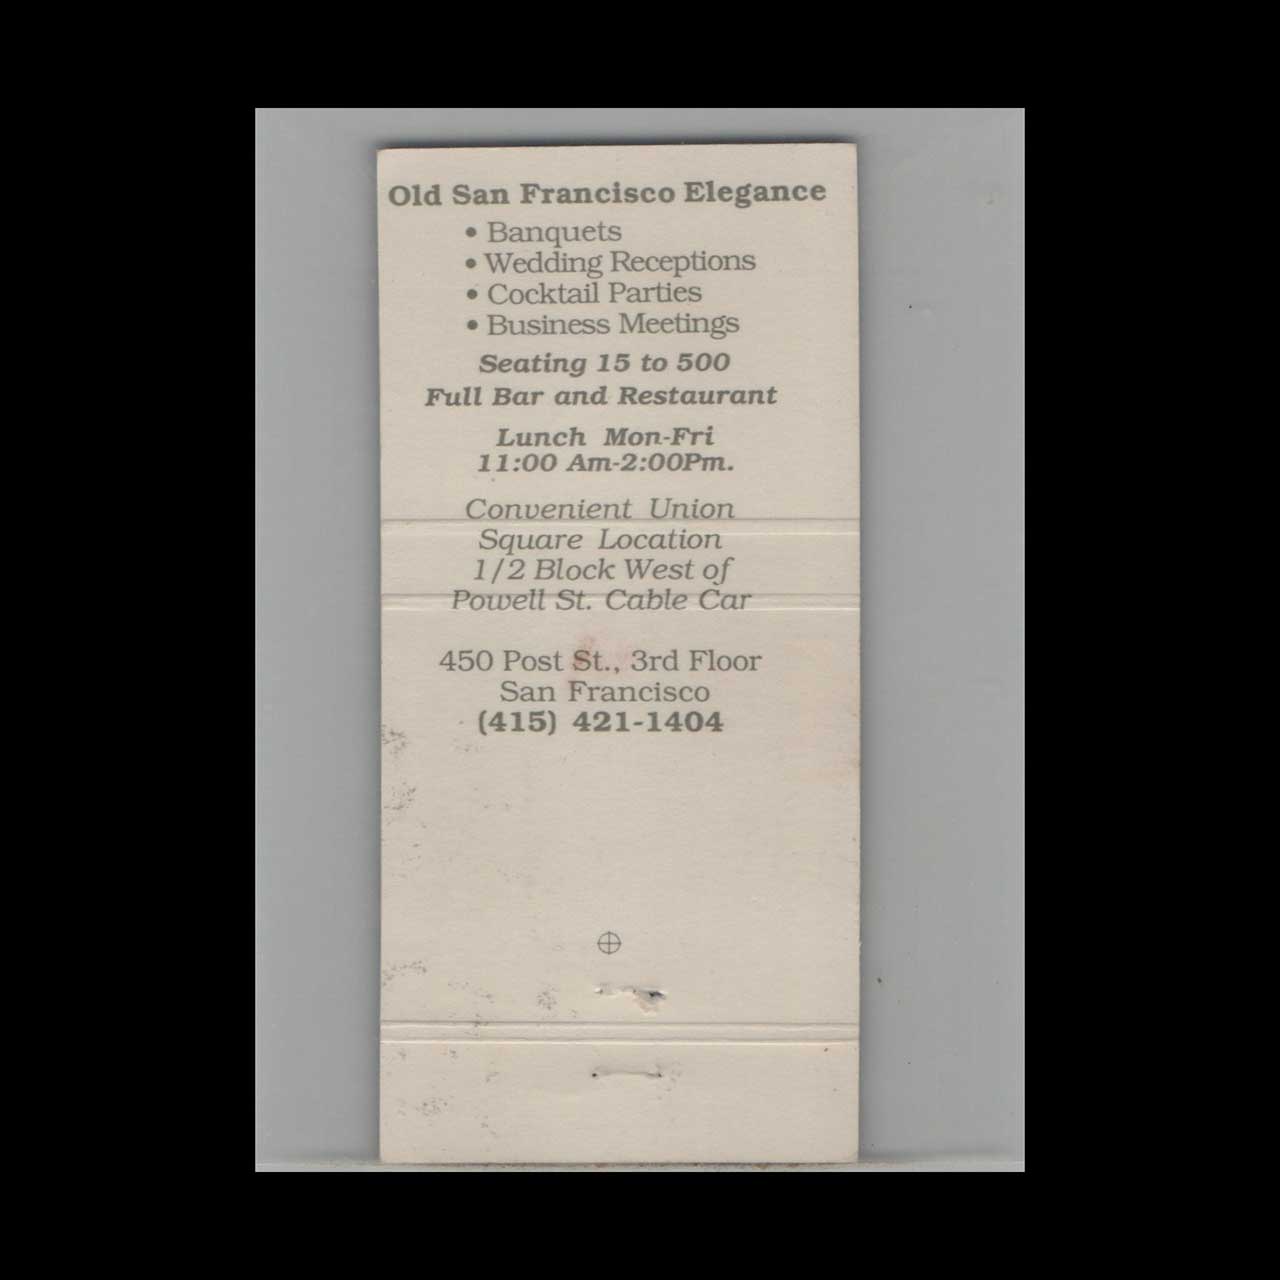 Old San Francisco Elegance
• Banquets
• Wedding Receptions
• Cocktail Parties
• Business Meetings
Seating 15 to 500
Full Bar and Restaurant
Lunch Mon-Fri
11:00 Am-2:00Pm.
Convenient Union
Square Location
1/2 Block West of
Powell St. Cable Car
450 Post St., 3rd Floor
San Francisco
(415) 421-1404